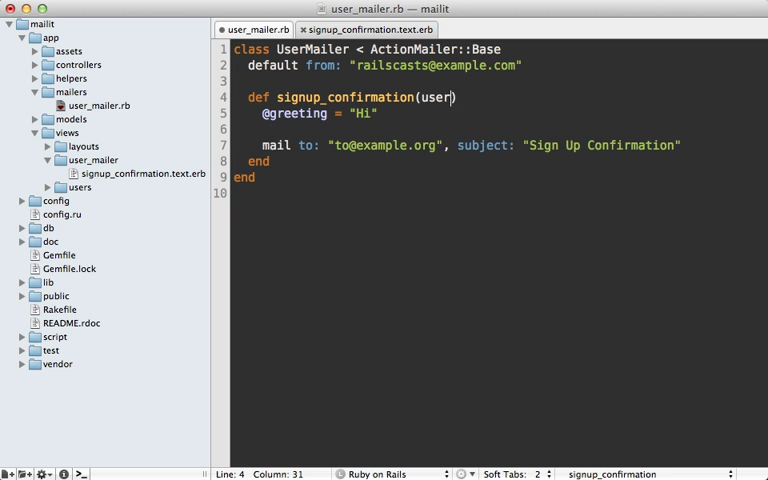 user_mailer.rb — mailit
mailit
app
assets
controllers
helpers
mailers
user_mailer.rb
models
views
layouts
user_mailer
signup_confirmation.text.erb
users
config
config.ru
db
doc
Gemfile
Gemfile.lock
lib
public
Rakefile
README.rdoc
script
test
vendor
user_mailer.rb
signup_confirmation.text.erb
1 class UserMailer < ActionMailer::Base
2 default from: "railscasts@example.com"
3
4 def signup_confirmation(user)
5 @greeting = "Hi"
6
7 mail to: "to@example.org", subject: "Sign Up Confirmation"
8 end
9 end
10
Line: 4 Column: 31 Ruby on Rails Soft Tabs: 2 signup_confirmation